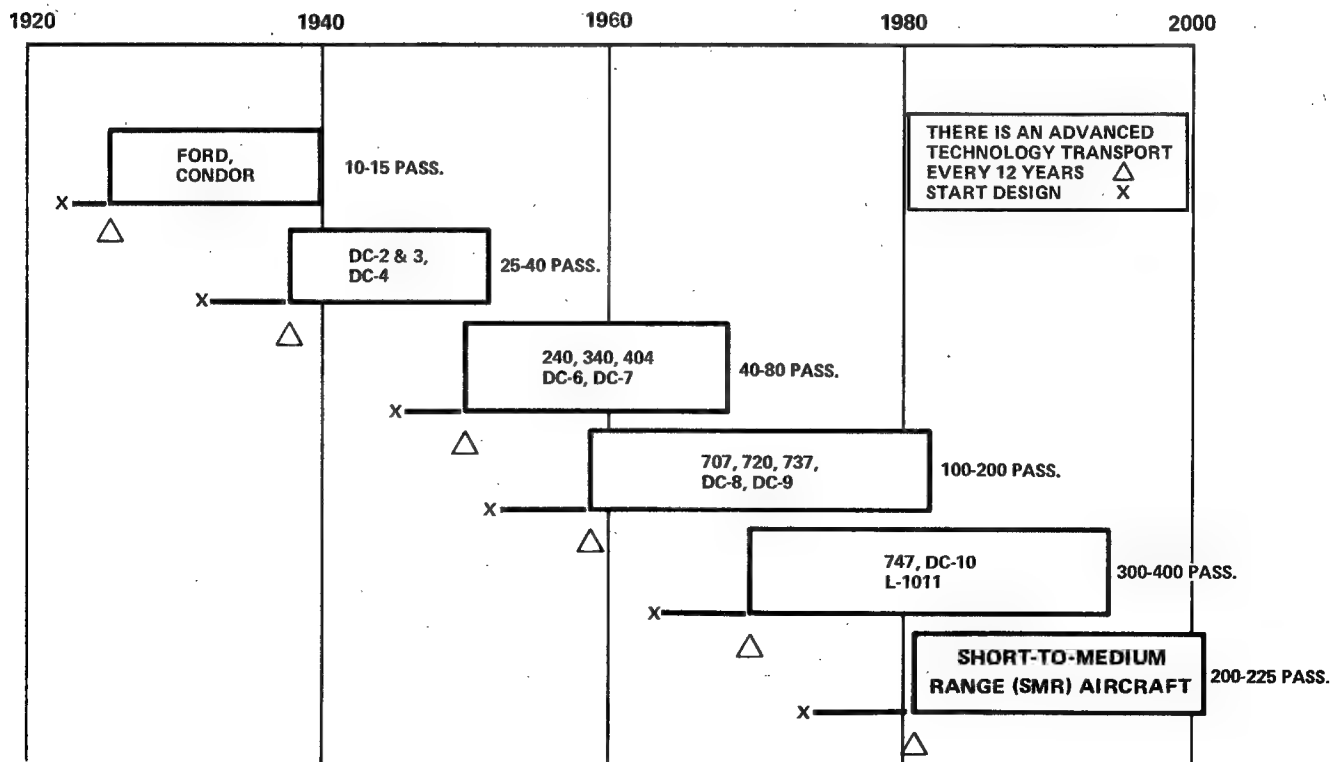 1920 1940 1960 1980 2000
THERE IS AN ADVANCED
TECHNOLOGY TRANSPORT
EVERY 12 YEARS △
START DESIGN X
FORD,
CONDOR
10-15 PASS.
X
DC-2 & 3,
DC-4
25-40 PASS.
X
240, 340, 404
DC-6, DC-7
40-80 PASS.
X
707, 720, 737,
DC-8, DC-9
100-200 PASS.
X
747, DC-10
L-1011
300-400 PASS.
X
SHORT-TO-MEDIUM
RANGE (SMR) AIRCRAFT
200-225 PASS.
X